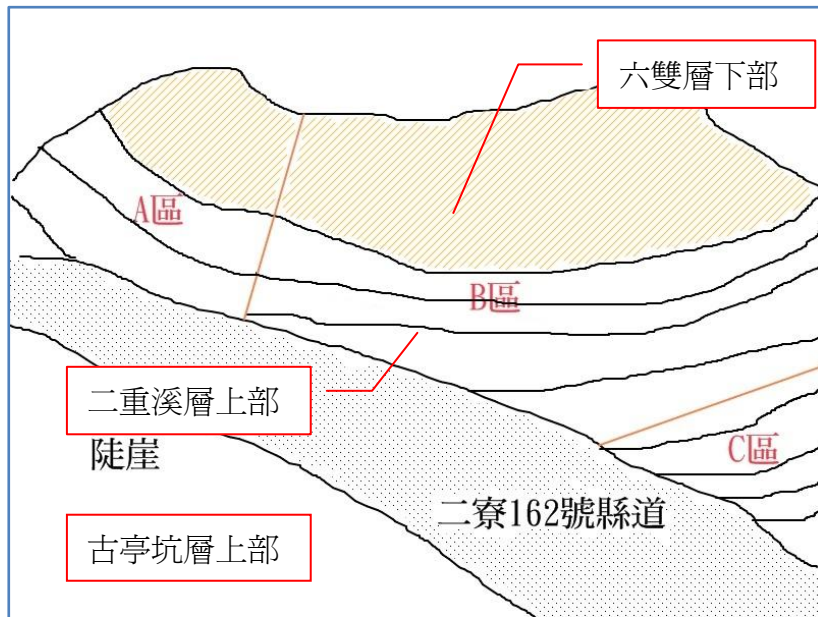 六雙層下部
A區
B區
二重溪層上部
陡崖
C區
二寮162號縣道
古亭坑層上部